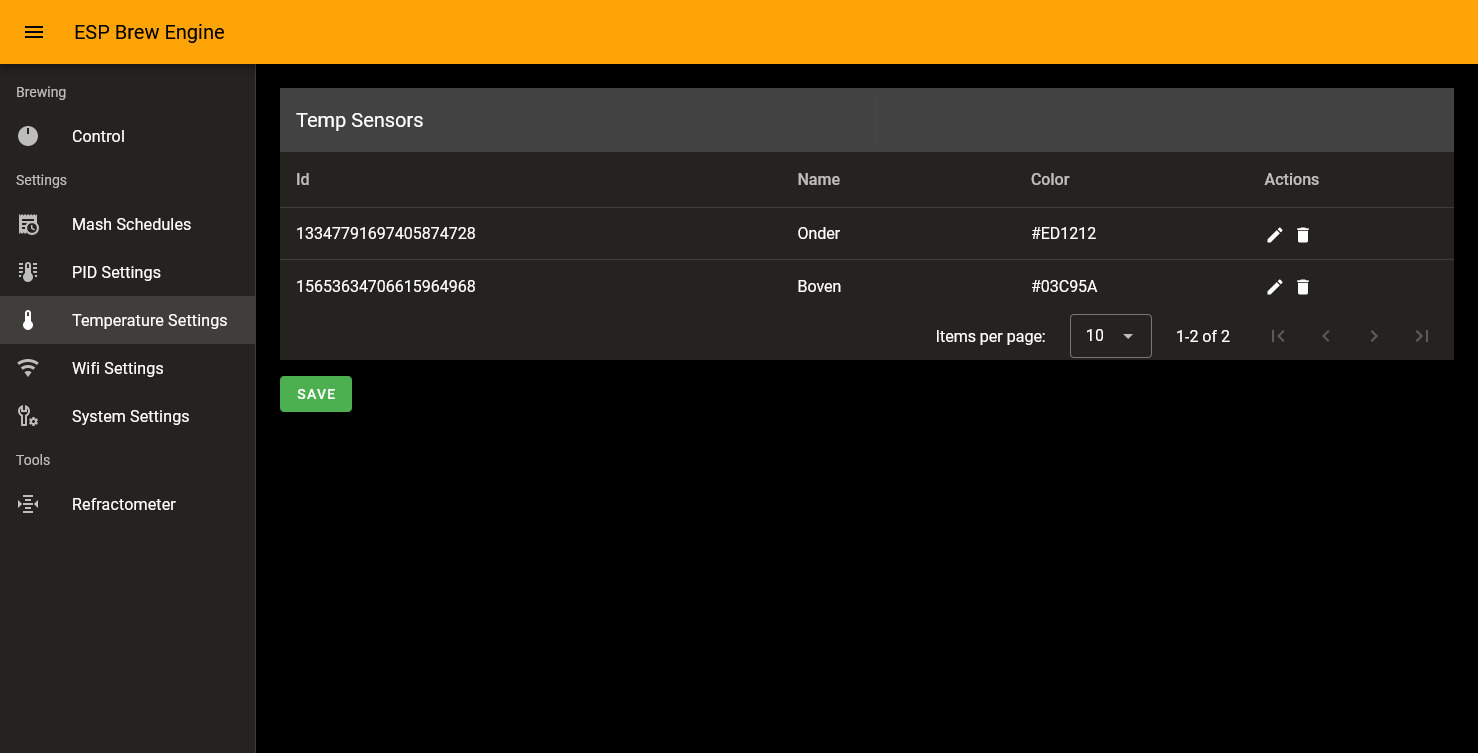 ESP Brew Engine
Brewing
Control
Settings
Mash Schedules
PID Settings
Temperature Settings
Wifi Settings
System Settings
Tools
Refractometer
Temp Sensors
Id Name Color Actions
13347791697405874728 Onder #ED1212
15653634706615964968 Boven #03C95A
Items per page: 10 1-2 of 2
SAVE